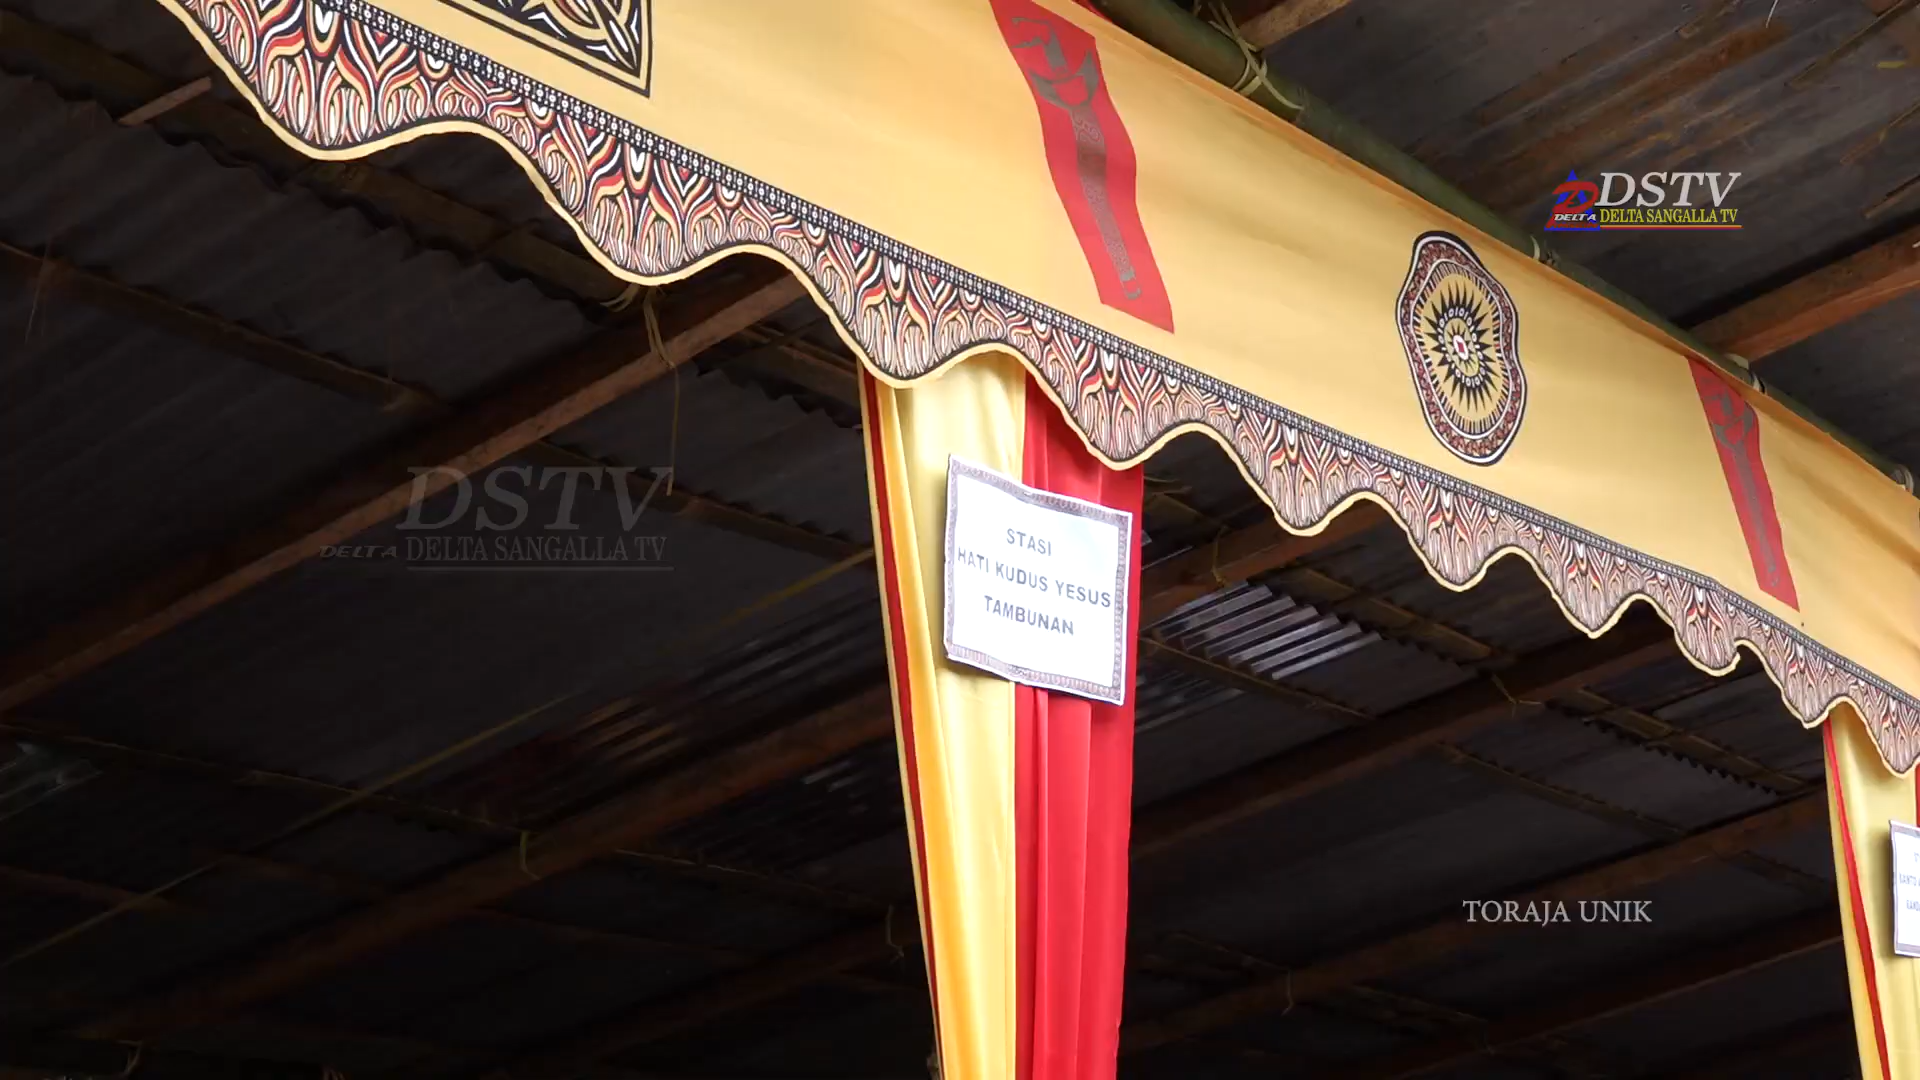 DSTV
DELTA DELTA SANGALLA TV
DSTV
DELTA DELTA SANGALLA TV
STASI
HATI KUDUS YESUS
TAMBUNAN
TORAJA UNIK